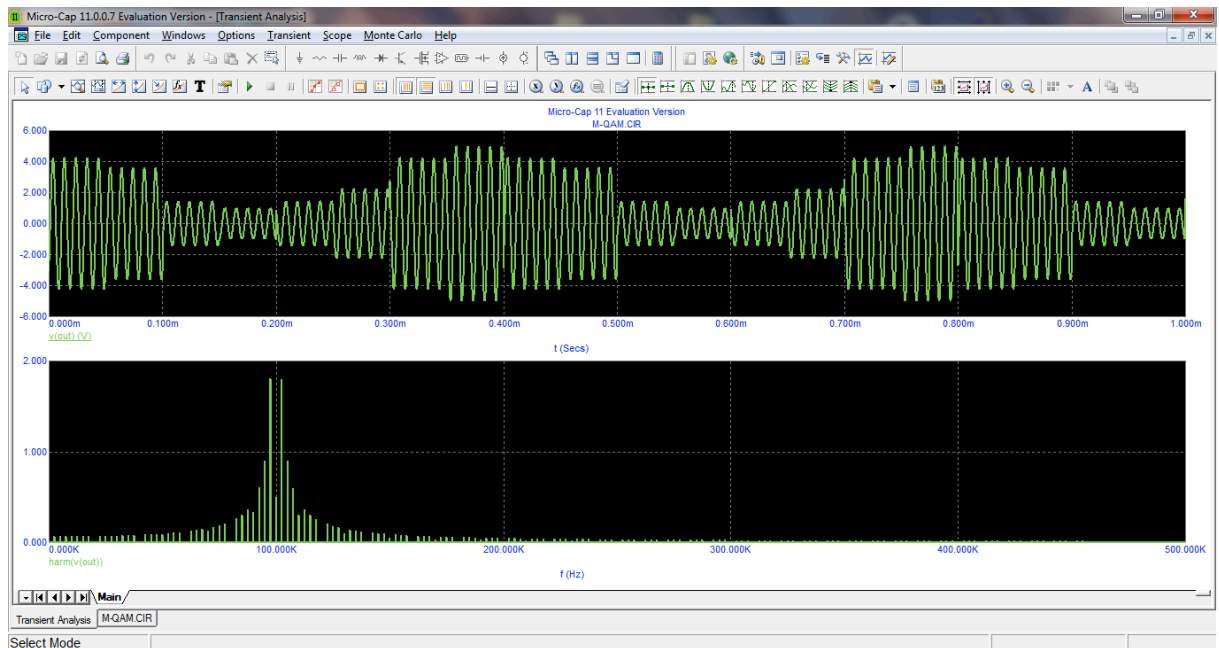 Micro-Cap 11.0.0.7 Evaluation Version - [Transient Analysis]
File Edit Component Windows Options Transient Scope Monte Carlo Help
Micro-Cap 11 Evaluation Version
M-QAM.CIR
6.000
4.000
2.000
0.000
-2.000
-4.000
-6.000
0.000m 0.100m 0.200m 0.300m 0.400m 0.500m 0.600m 0.700m 0.800m 0.900m 1.000m
v(out) (V)
t (Secs)
2.000
1.000
0.000
0.000K 100.000K 200.000K 300.000K 400.000K 500.000K
harm(v(out))
f (Hz)
Main
Transient Analysis M-QAM.CIR
Select Mode